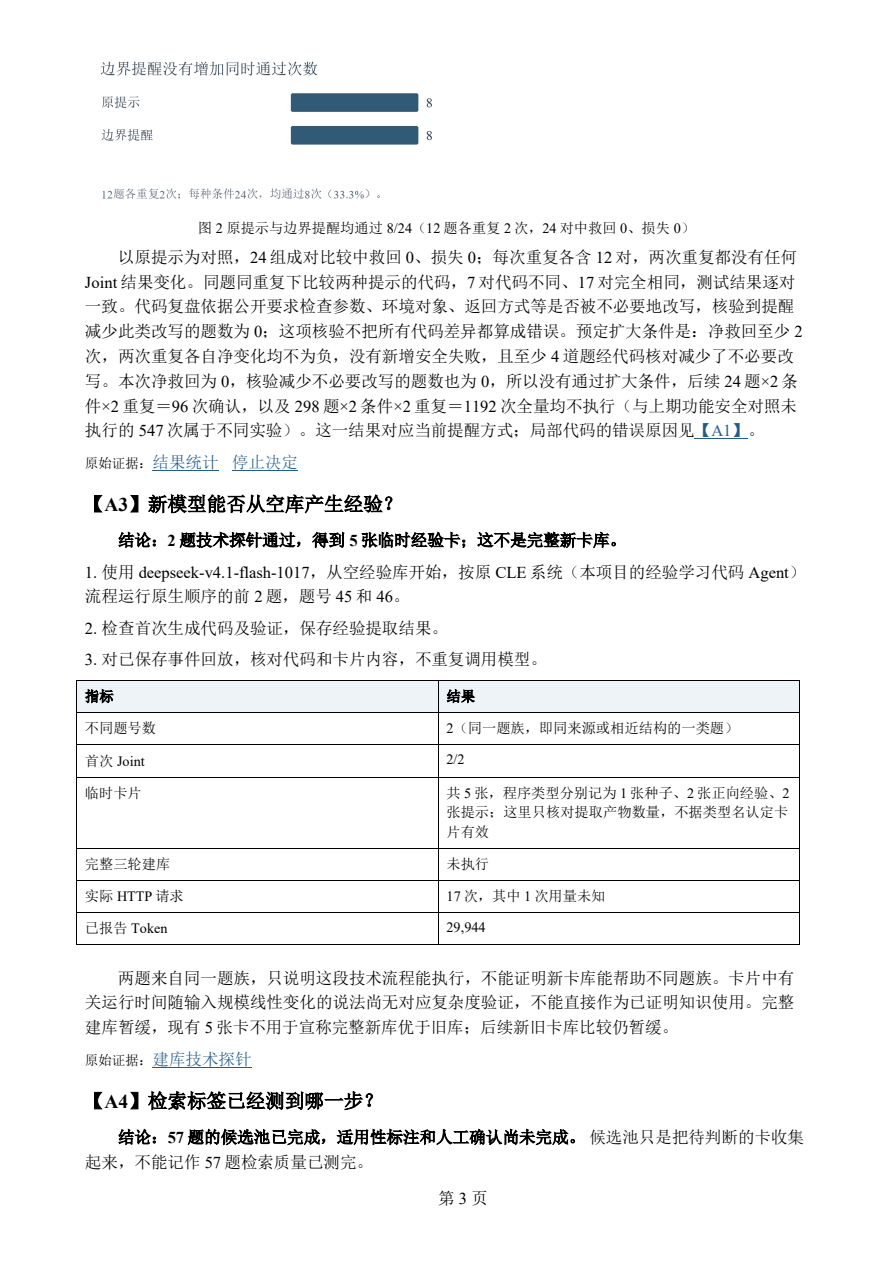 边界提醒没有增加同时通过次数
原提示 8
边界提醒 8
12题各重复2次；每种条件24次，均通过8次（33.3%）。
图 2 原提示与边界提醒均通过 8/24（12 题各重复 2 次，24 对中救回 0、损失 0）
以原提示为对照，24 组成对比较中救回 0、损失 0；每次重复各含 12 对，两次重复都没有任何
Joint 结果变化。同题同重复下比较两种提示的代码，7 对代码不同、17 对完全相同，测试结果逐对
一致。代码复盘依据公开要求检查参数、环境对象、返回方式等是否被不必要地改写，核验到提醒
减少此类改写的题数为 0；这项核验不把所有代码差异都算成错误。预定扩大条件是：净救回至少 2
次，两次重复各自净变化均不为负，没有新增安全失败，且至少 4 道题经代码核对减少了不必要改
写。本次净救回为 0，核验减少不必要改写的题数也为 0，所以没有通过扩大条件，后续 24 题×2 条
件×2 重复＝96 次确认，以及 298 题×2 条件×2 重复＝1192 次全量均不执行（与上期功能安全对照未
执行的 547 次属于不同实验）。这一结果对应当前提醒方式；局部代码的错误原因见【A1】。
原始证据：结果统计 停止决定
【A3】新模型能否从空库产生经验？
结论：2 题技术探针通过，得到 5 张临时经验卡；这不是完整新卡库。
1. 使用 deepseek-v4.1-flash-1017，从空经验库开始，按原 CLE 系统（本项目的经验学习代码 Agent）
流程运行原生顺序的前 2 题，题号 45 和 46。
2. 检查首次生成代码及验证，保存经验提取结果。
3. 对已保存事件回放，核对代码和卡片内容，不重复调用模型。
指标 结果
不同题号数 2（同一题族，即同来源或相近结构的一类题）
首次 Joint 2/2
临时卡片 共 5 张，程序类型分别记为 1 张种子、2 张正向经验、2
张提示；这里只核对提取产物数量，不据类型名认定卡
片有效
完整三轮建库 未执行
实际 HTTP 请求 17 次，其中 1 次用量未知
已报告 Token 29,944
两题来自同一题族，只说明这段技术流程能执行，不能证明新卡库能帮助不同题族。卡片中有
关运行时间随输入规模线性变化的说法尚无对应复杂度验证，不能直接作为已证明知识使用。完整
建库暂缓，现有 5 张卡不用于宣称完整新库优于旧库；后续新旧卡库比较仍暂缓。
原始证据：建库技术探针
【A4】检索标签已经测到哪一步？
结论：57 题的候选池已完成，适用性标注和人工确认尚未完成。 候选池只是把待判断的卡收集
起来，不能记作 57 题检索质量已测完。
第 3 页